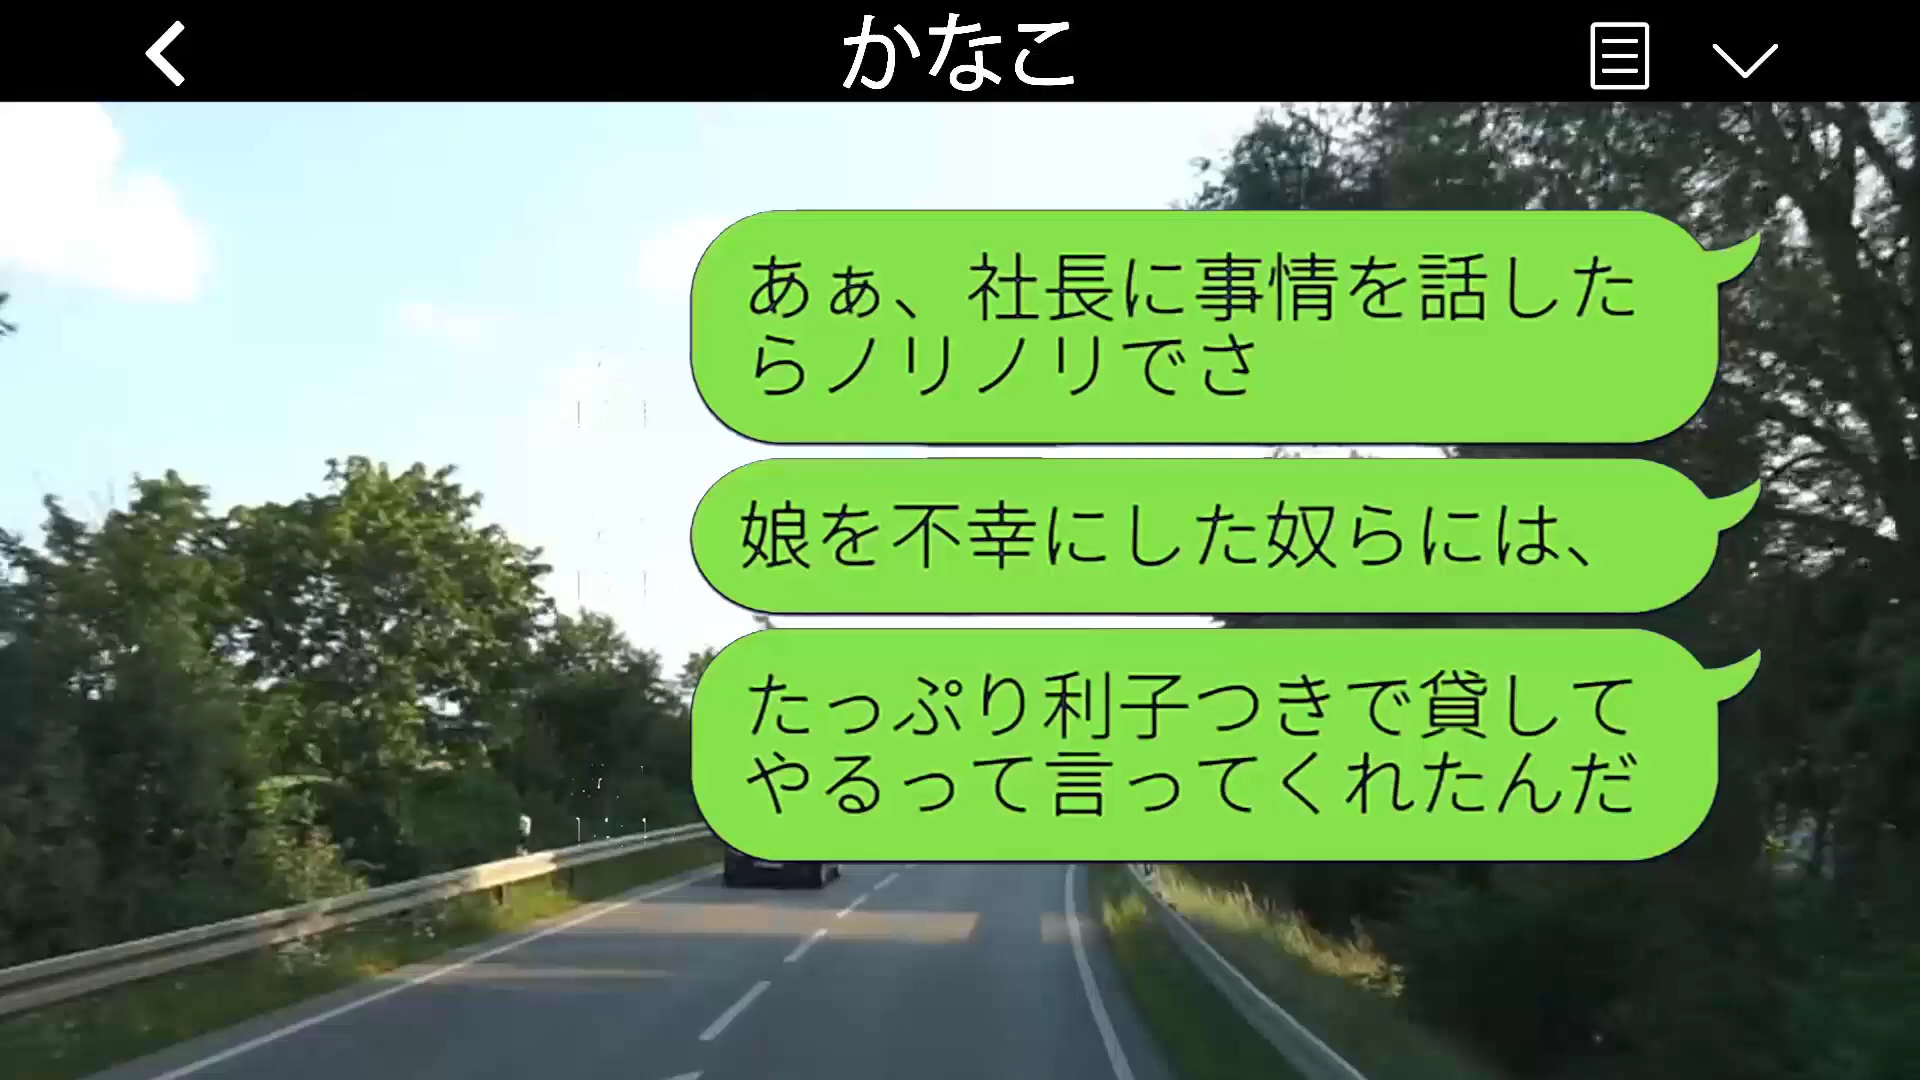 かなこ
あぁ、社長に事情を話した
らノリノリでさ
娘を不幸にした奴らには、
たっぷり利子つきで貸して
やるって言ってくれたんだ